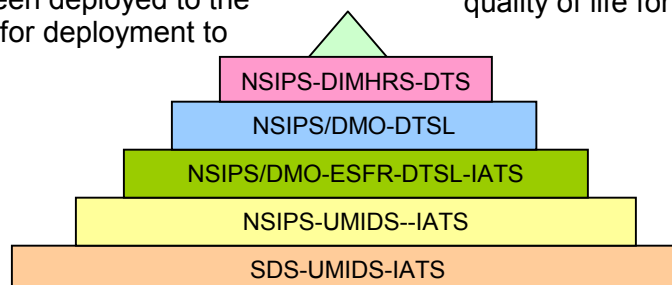 een deployed to the
for deployment to
quality of life for
NSIPS-DIMHRS-DTS
NSIPS/DMO-DTSL
NSIPS/DMO-ESFR-DTSL-IATS
NSIPS-UMIDS--IATS
SDS-UMIDS-IATS